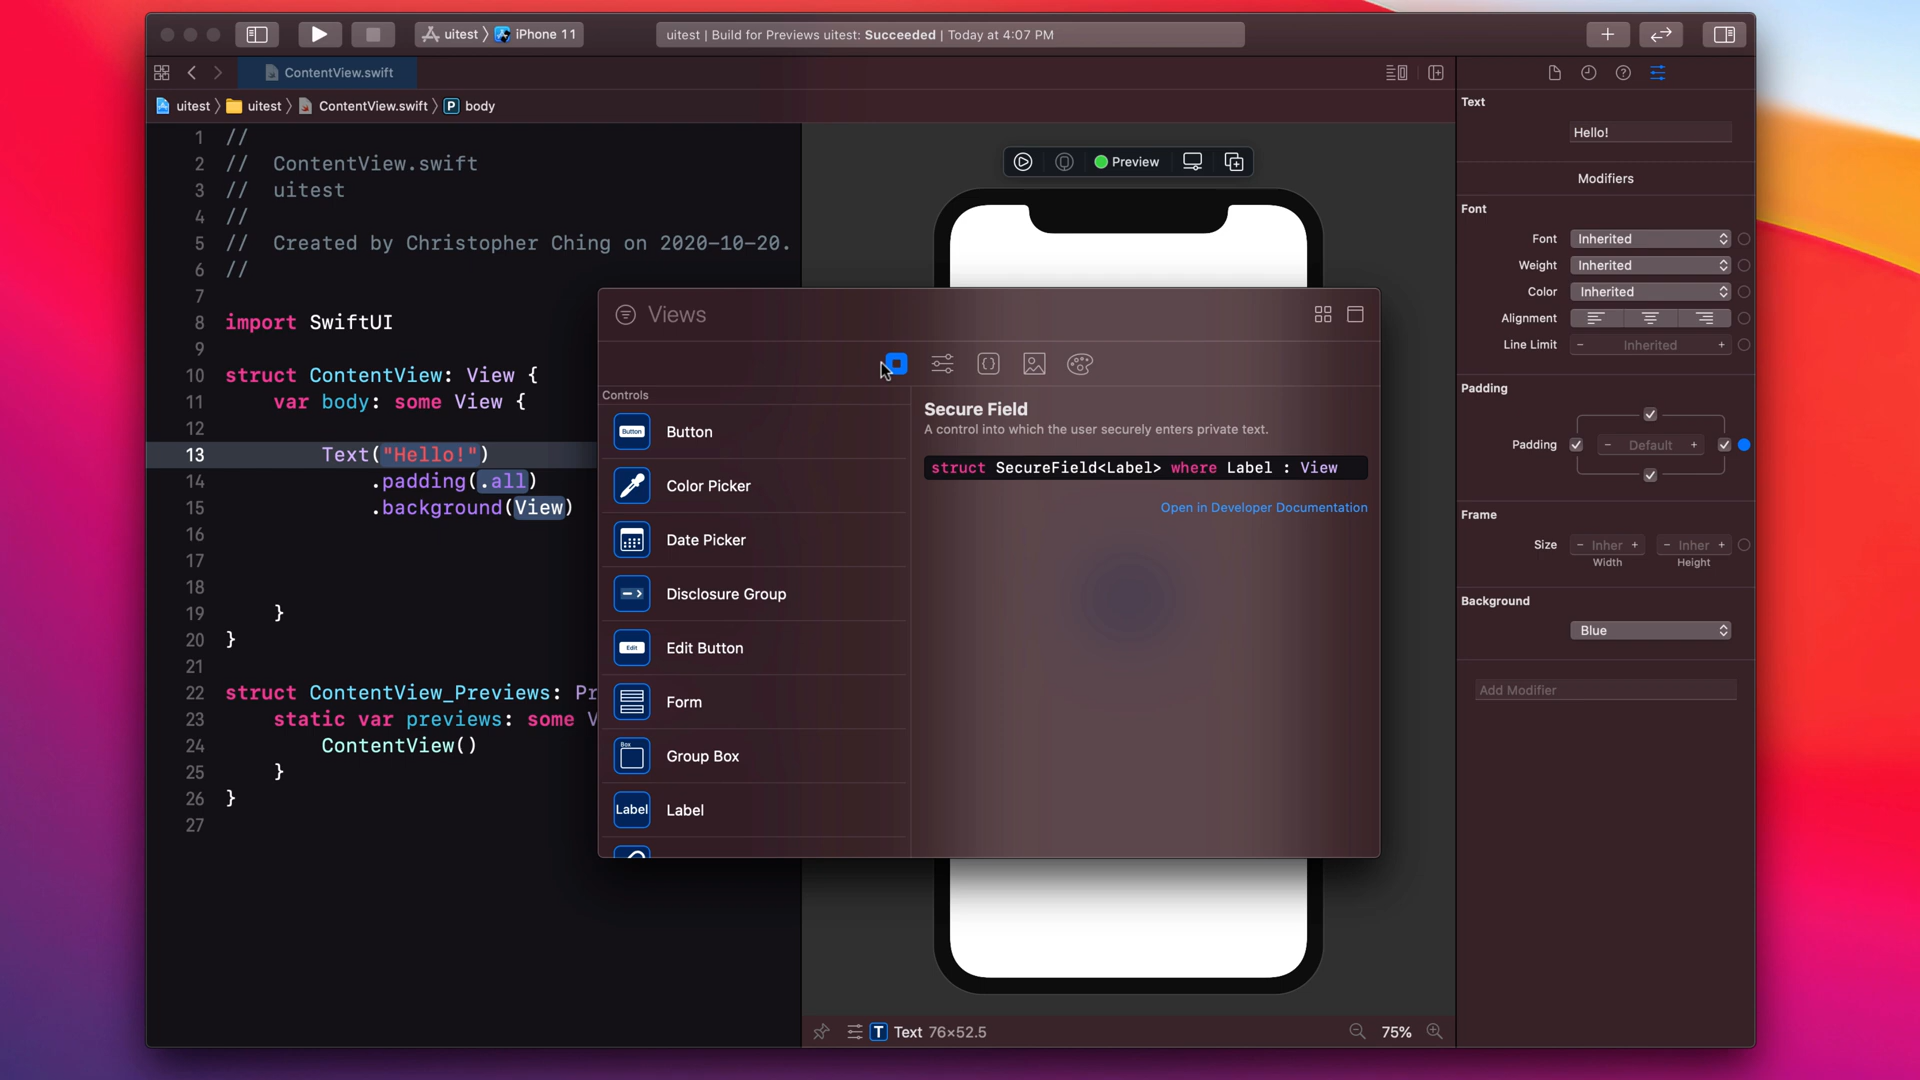 uitest
iPhone 11
uitest | Build for Previews uitest: Succeeded | Today at 4:07 PM
ContentView.swift
uitest
uitest
ContentView.swift
P
body
1 //
2 // ContentView.swift
3 // uitest
4 //
5 // Created by Christopher Ching on 2020-10-20.
6 //
7
8 import SwiftUI
9
10 struct ContentView: View {
11 var body: some View {
12
13 Text("Hello!")
14 .padding(.all)
15 .background(View)
16
17
18
19 }
20 }
21
22 struct ContentView_Previews: Pr
23 static var previews: some V
24 ContentView()
25 }
26 }
27
Preview
Views
Controls
Button
Button
Color Picker
Date Picker
Disclosure Group
Edit
Edit Button
Form
Box
Group Box
Label
Label
Secure Field
A control into which the user securely enters private text.
struct SecureField<Label> where Label : View
Open in Developer Documentation
T
Text 76×52.5
75%
Text
Hello!
Modifiers
Font
Font Inherited
Weight Inherited
Color Inherited
Alignment
Line Limit - Inherited +
Padding
Padding - Default +
Frame
Size - Inher + - Inher +
Width Height
Background
Blue
Add Modifier